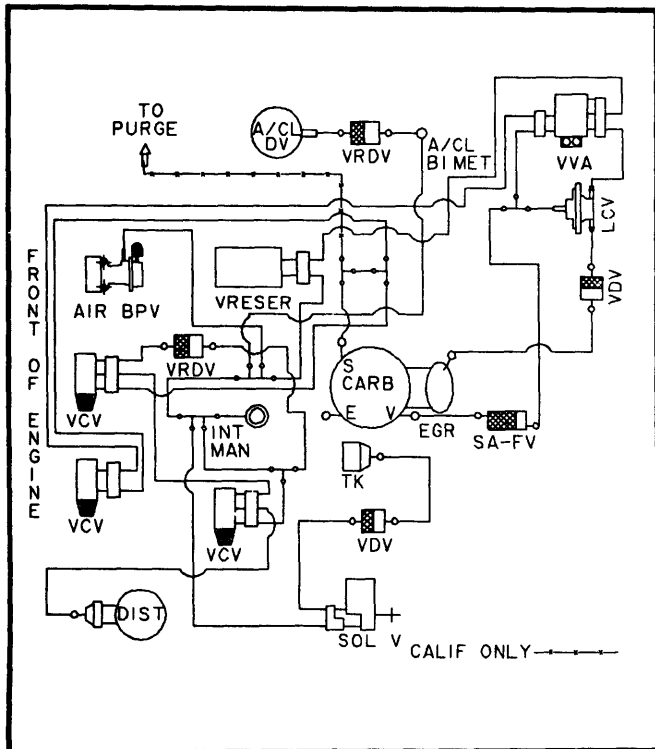 TO
PURGE
A/CL
DV
VRDV
A/CL
BIMET
VVA
LCV
VDV
FRONT OF ENGINE
AIR BPV
VRESER
VRDV
VCV
S
CARB
E V
EGR
SA-FV
INT
MAN
TK
VCV
VCV
VDV
DIST
SOL V
CALIF ONLY